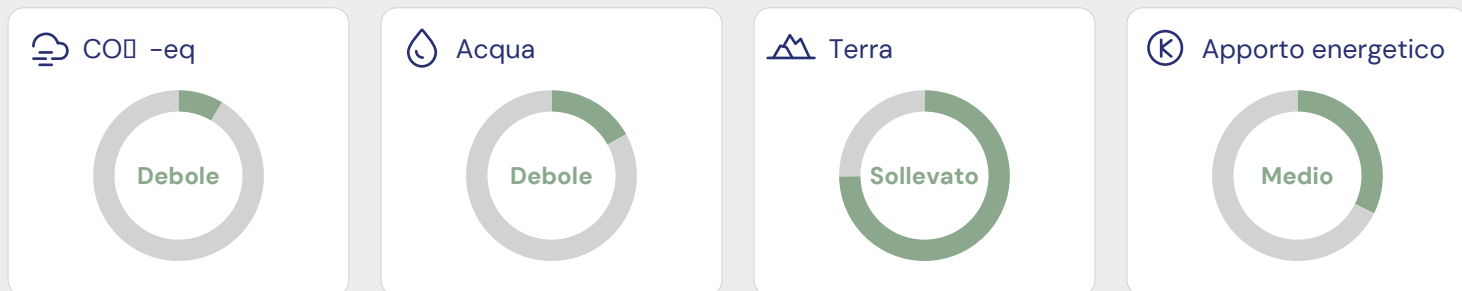 CO▯ -eq
Debole
Acqua
Debole
Terra
Sollevato
Apporto energetico
Medio